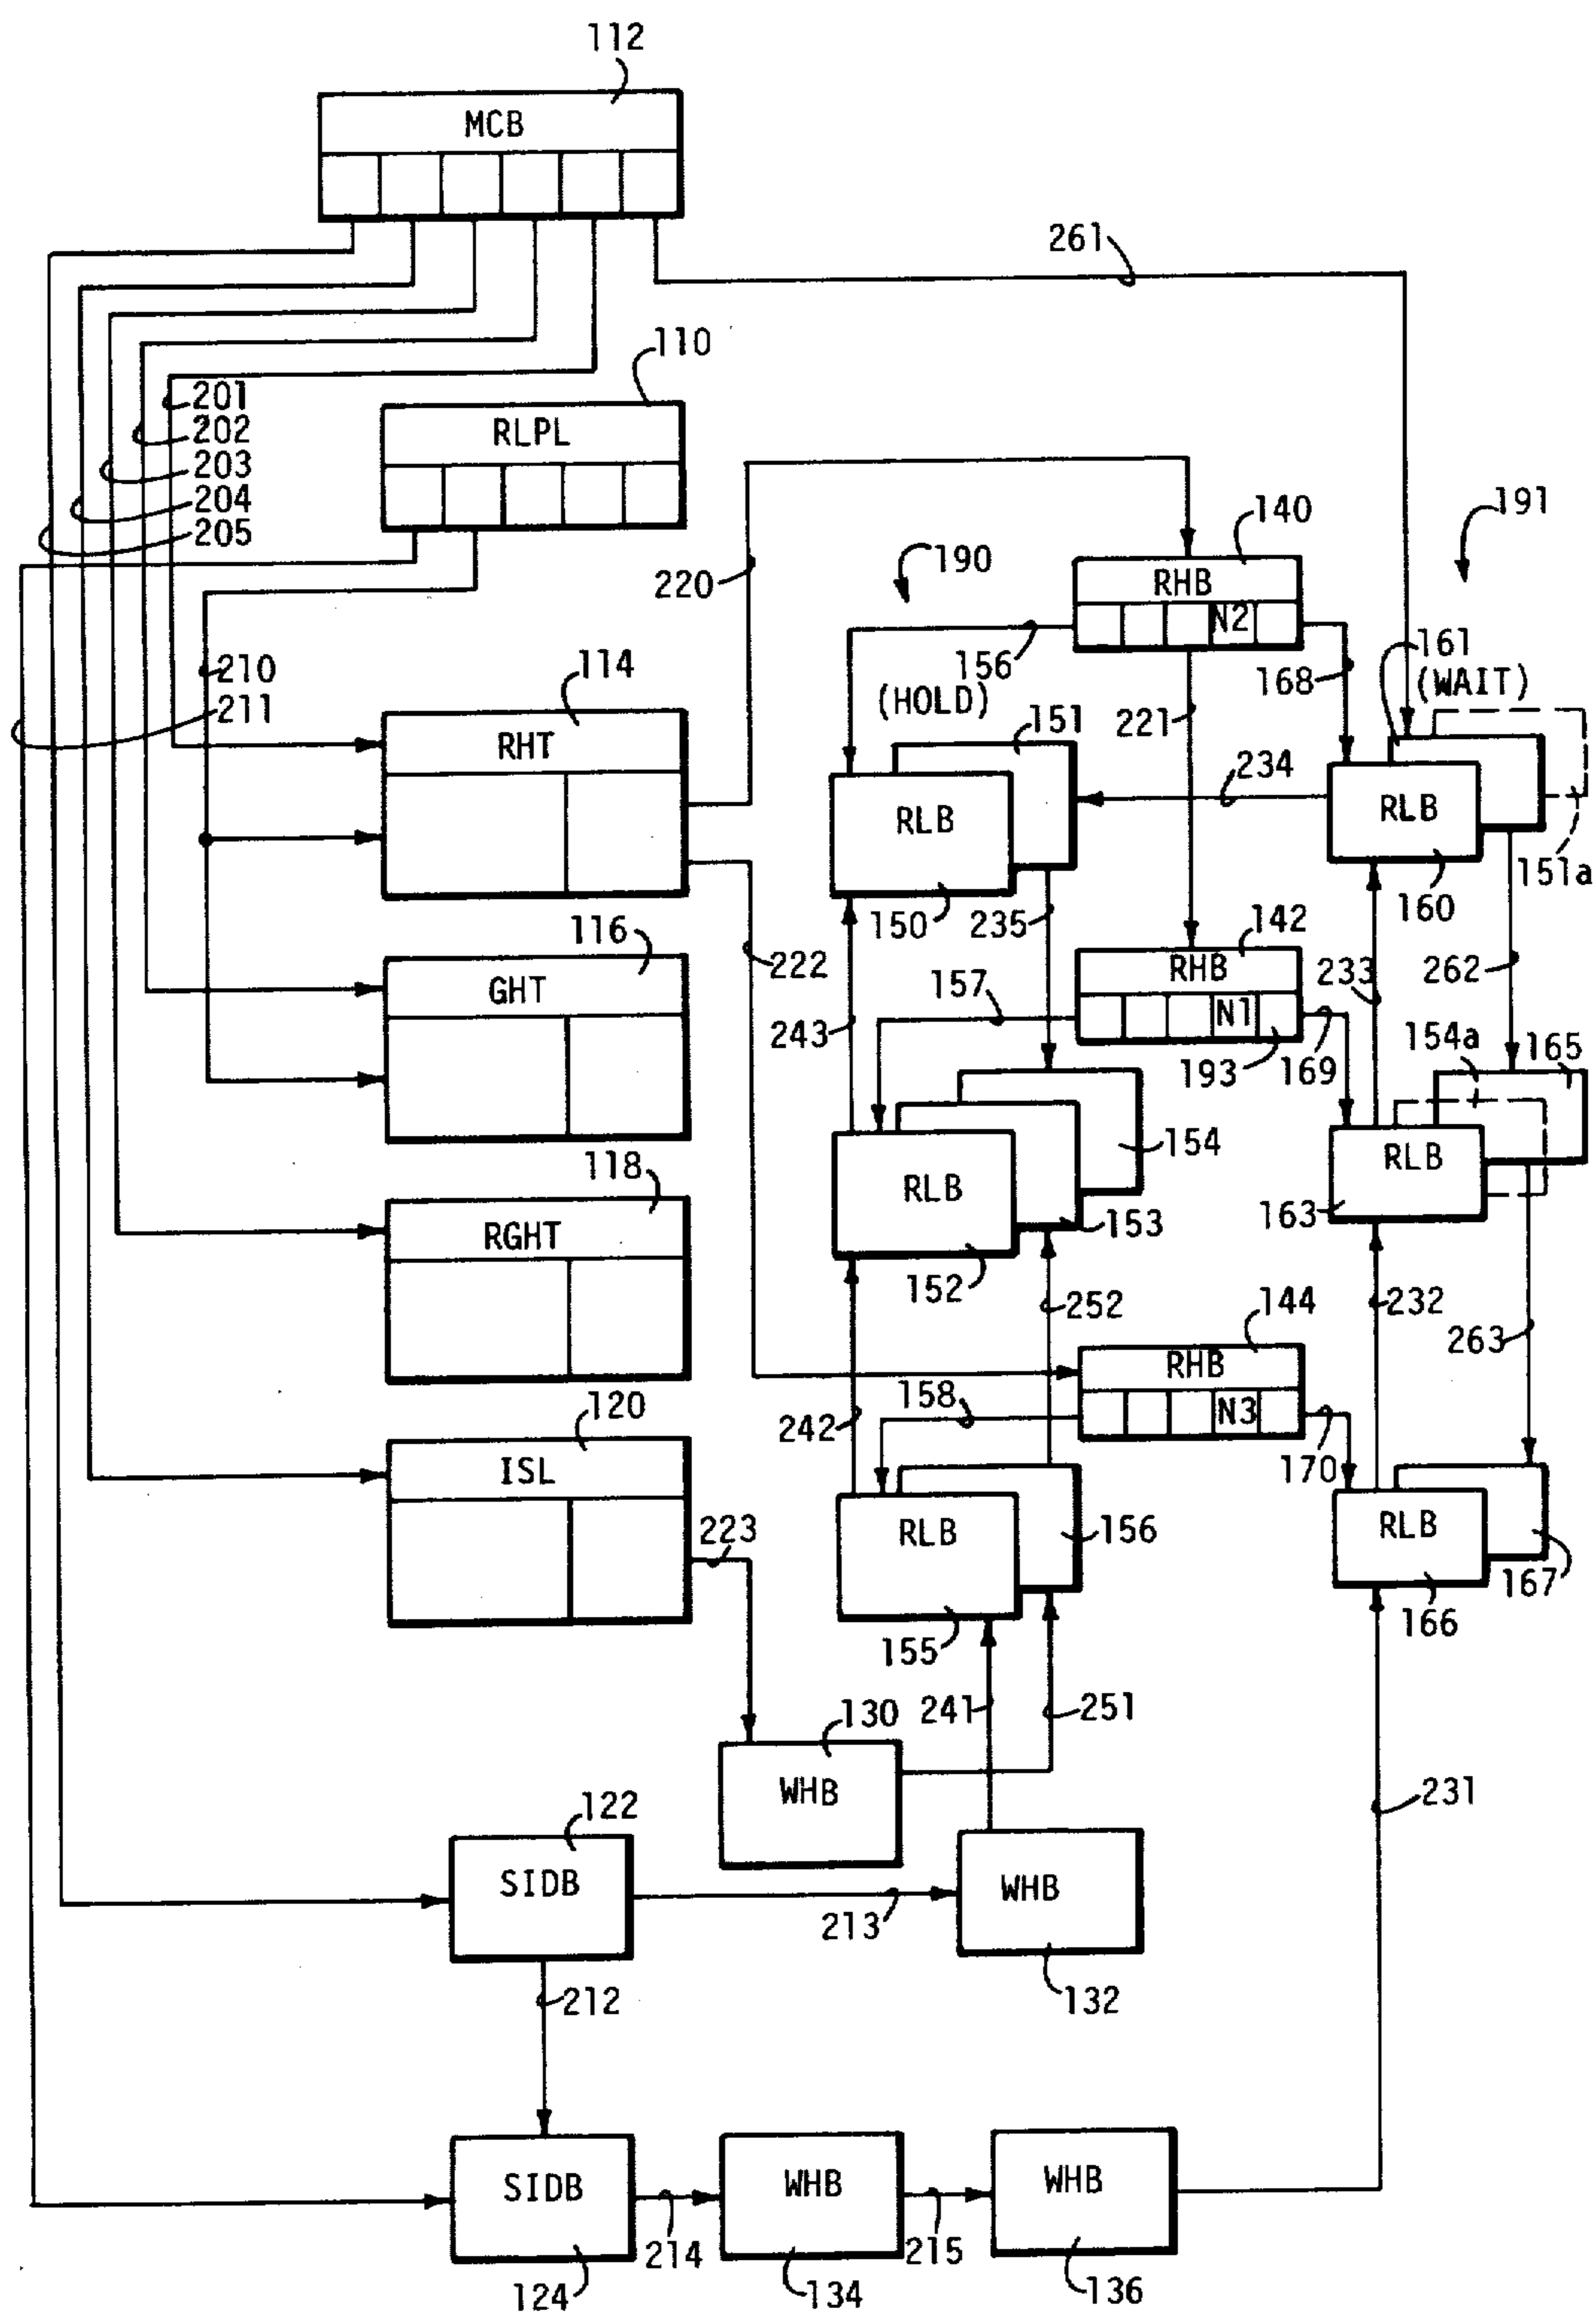 112
MCB
261
110
201
RLPL
202
203
204
205
191
140
190
RHB
220
N2
156
161
(WAIT)
168
210
114
(HOLD)
211
151
221
RHT
234
RLB
RLB
151a
160
150
235
116
142
222
RHB
233
262
GHT
157
N1
154a
165
243
193
169
154
RLB
118
RLB
163
153
RGHT
152
252
144
232
263
RHB
120
158
N3
242
170
ISL
223
RLB
156
RLB
167
155
166
130
241
251
WHB
231
122
SIDB
WHB
213
212
132
SIDB
WHB
WHB
214
215
124
134
136